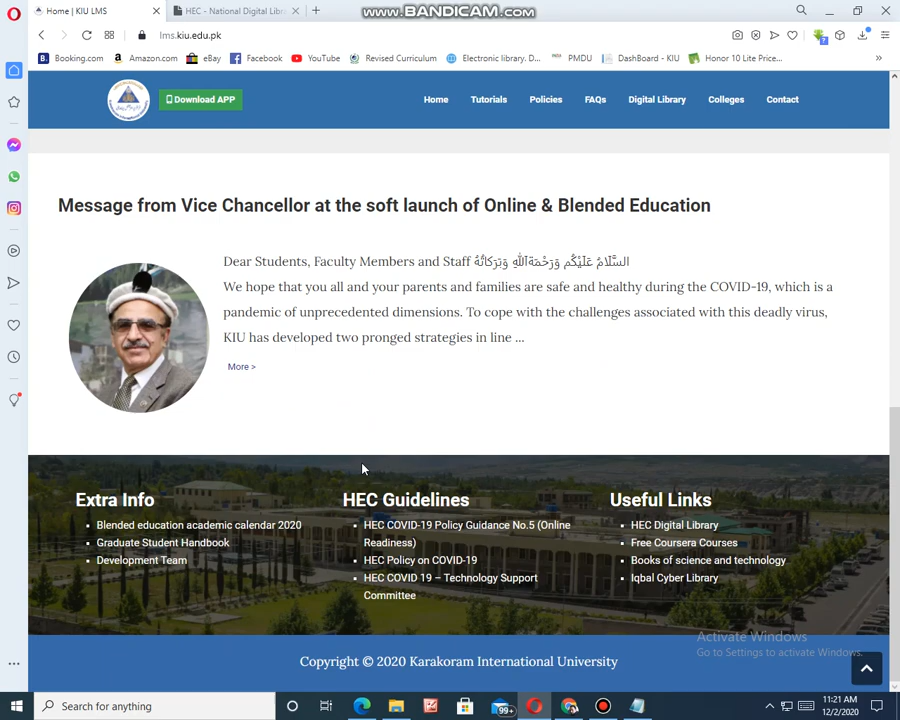 Home | KIU LMS
HEC - National Digital Libr
www.BANDICAM.com
lms.kiu.edu.pk
Booking.com
Amazon.com
eBay
Facebook
YouTube
Revised Curriculum
Electronic library. D...
PMDU
DashBoard - KIU
Honor 10 Lite Price...
Download APP
Home
Tutorials
Policies
FAQs
Digital Library
Colleges
Contact
Message from Vice Chancellor at the soft launch of Online & Blended Education
Dear Students, Faculty Members and Staff السَّلَامُ عَلَيْكُم وَرَحْمَةُاللهِ وَبَرَكاتُهُ
We hope that you all and your parents and families are safe and healthy during the COVID-19, which is a
pandemic of unprecedented dimensions. To cope with the challenges associated with this deadly virus,
KIU has developed two pronged strategies in line ...
More >
Extra Info
Blended education academic calendar 2020
Graduate Student Handbook
Development Team
HEC Guidelines
HEC COVID-19 Policy Guidance No.5 (Online
Readiness)
HEC Policy on COVID-19
HEC COVID 19 – Technology Support
Committee
Useful Links
HEC Digital Library
Free Coursera Courses
Books of science and technology
Iqbal Cyber Library
Activate Windows
Go to Settings to activate Windows.
Copyright © 2020 Karakoram International University
Search for anything
99+
11:21 AM
12/2/2020